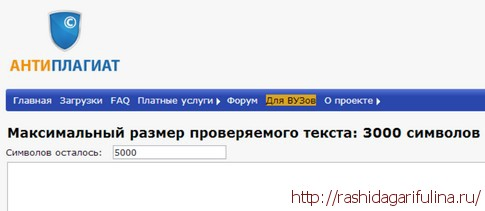 ©
АНТИПЛАГИАТ
Главная Загрузки FAQ Платные услуги Форум Для ВУЗов О проекте
Максимальный размер проверяемого текста: 3000 символов
Символов осталось: 5000
http://rashidagarifulina.ru/